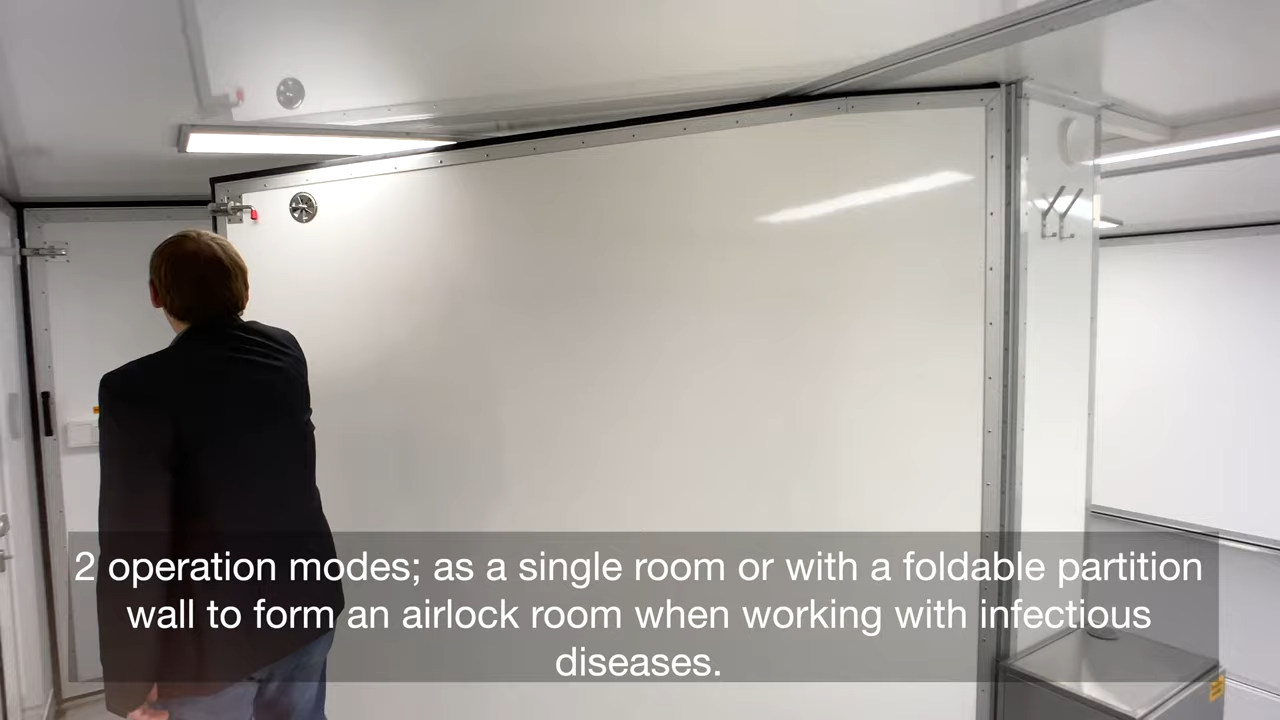 2 operation modes; as a single room or with a foldable partition
wall to form an airlock room when working with infectious
diseases.